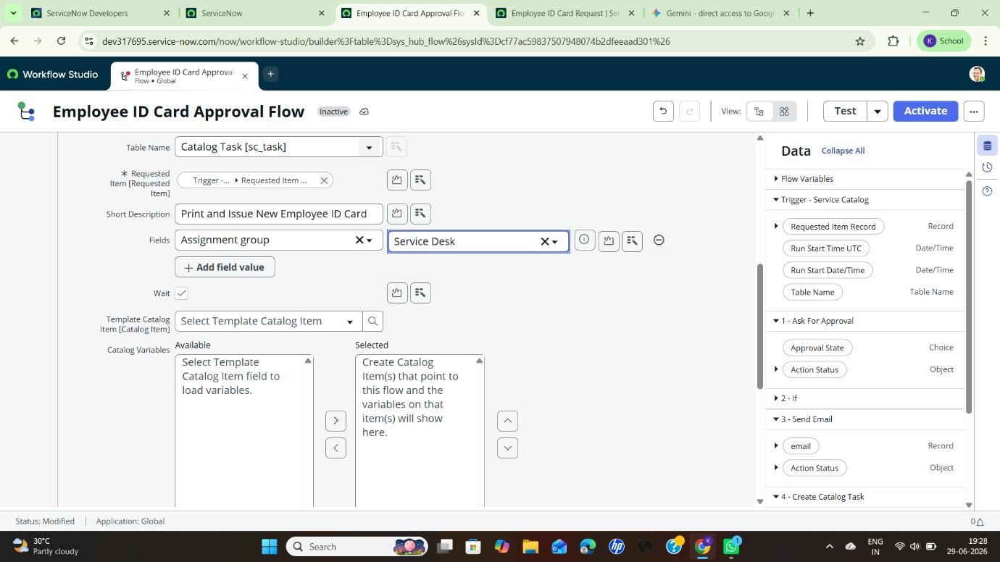 ServiceNow Developers
ServiceNow
Employee ID Card Approval Flo
Employee ID Card Request | Ser
Gemini - direct access to Googl
dev317695.service-now.com/now/workflow-studio/builder%3Ftable%3Dsys_hub_flow%26sysId%3Dcf77ac59837507948074b2dfeeaad301%26
K School
Workflow Studio
Employee ID Card Approval
Flow • Global
Employee ID Card Approval Flow
Inactive
View:
Test
Activate
Table Name
Catalog Task [sc_task]
* Requested
Item [Requested
Item]
Trigger -... ▸ Requested Item ...
Short Description
Print and Issue New Employee ID Card
Fields
Assignment group
Service Desk
+ Add field value
Wait
Template Catalog
Item [Catalog Item]
Select Template Catalog Item
Catalog Variables
Available
Select Template
Catalog Item field to
load variables.
Selected
Create Catalog
Item(s) that point to
this flow and the
variables on that
item(s) will show
here.
Data
Collapse All
Flow Variables
Trigger - Service Catalog
Requested Item Record
Record
Run Start Time UTC
Date/Time
Run Start Date/Time
Date/Time
Table Name
Table Name
1 - Ask For Approval
Approval State
Choice
Action Status
Object
2 - If
3 - Send Email
email
Record
Action Status
Object
4 - Create Catalog Task
Status: Modified
Application: Global
0
30°C
Partly cloudy
Search
hp
K
1
ENG
IN
19:28
29-06-2026